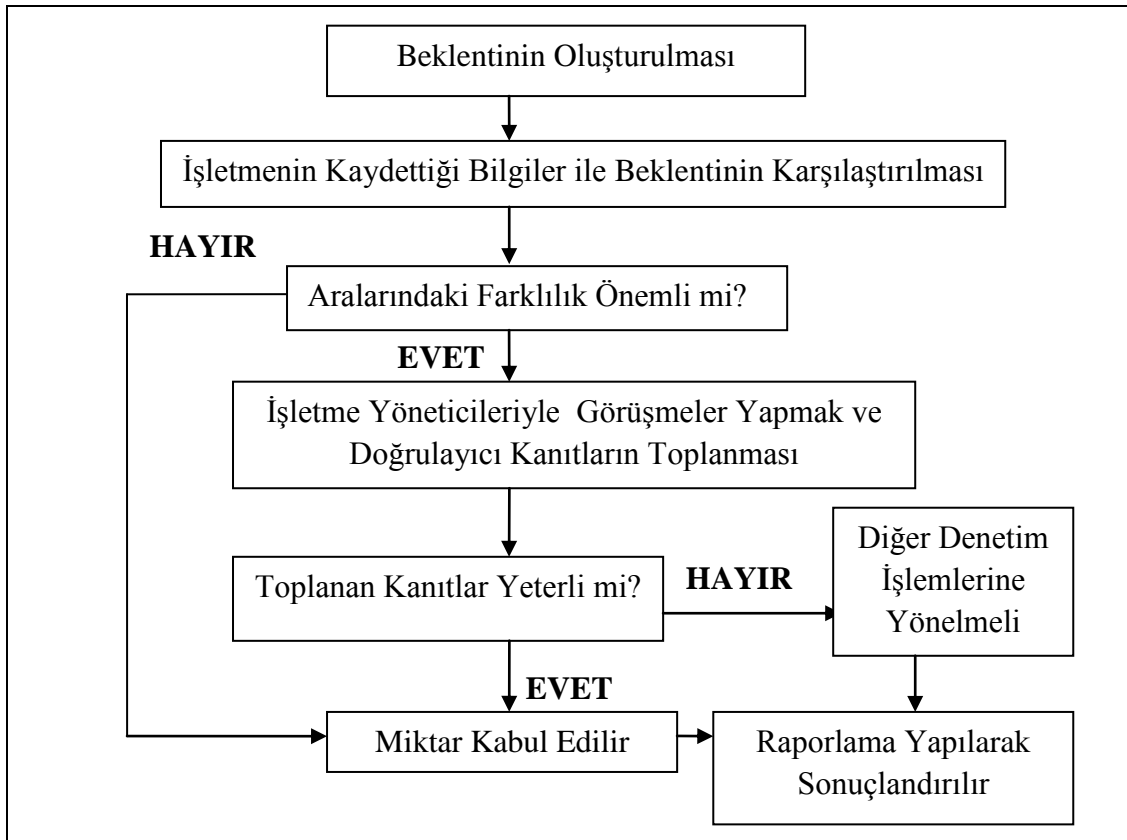 Beklentinin Oluşturulması
İşletmenin Kaydettiği Bilgiler ile Beklentinin Karşılaştırılması
HAYIR
Aralarındaki Farklılık Önemli mi?
EVET
İşletme Yöneticileriyle Görüşmeler Yapmak ve
Doğrulayıcı Kanıtların Toplanması
Toplanan Kanıtlar Yeterli mi?
HAYIR
Diğer Denetim
İşlemlerine
Yönelmeli
EVET
Miktar Kabul Edilir
Raporlama Yapılarak
Sonuçlandırılır